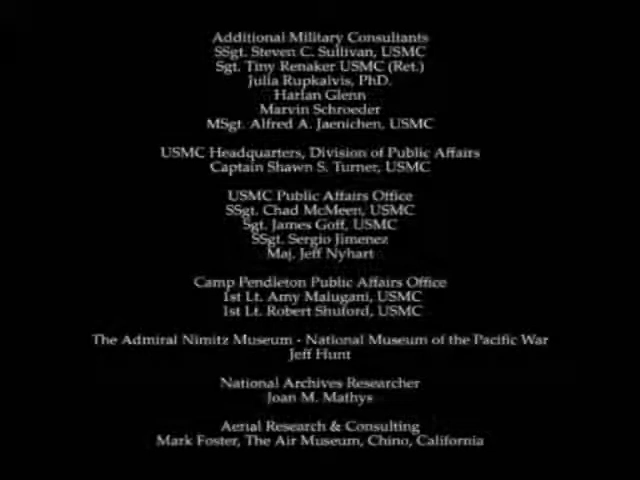 Additional Military Consultants
SSgt. Steven C. Sullivan, USMC
Sgt. Tiny Renaker USMC (Ret.)
Julia Rupkalvis, PhD.
Harlan Glenn
Marvin Schroeder
MSgt. Alfred A. Jaenichen, USMC
USMC Headquarters, Division of Public Affairs
Captain Shawn S. Turner, USMC
USMC Public Affairs Office
SSgt. Chad McMeen, USMC
Sgt. James Goff, USMC
SSgt. Sergio Jimenez
Maj. Jeff Nyhart
Camp Pendleton Public Affairs Office
1st Lt. Amy Malugani, USMC
1st Lt. Robert Shuford, USMC
The Admiral Nimitz Museum - National Museum of the Pacific War
Jeff Hunt
National Archives Researcher
Joan M. Mathys
Aerial Research & Consulting
Mark Foster, The Air Museum, Chino, California